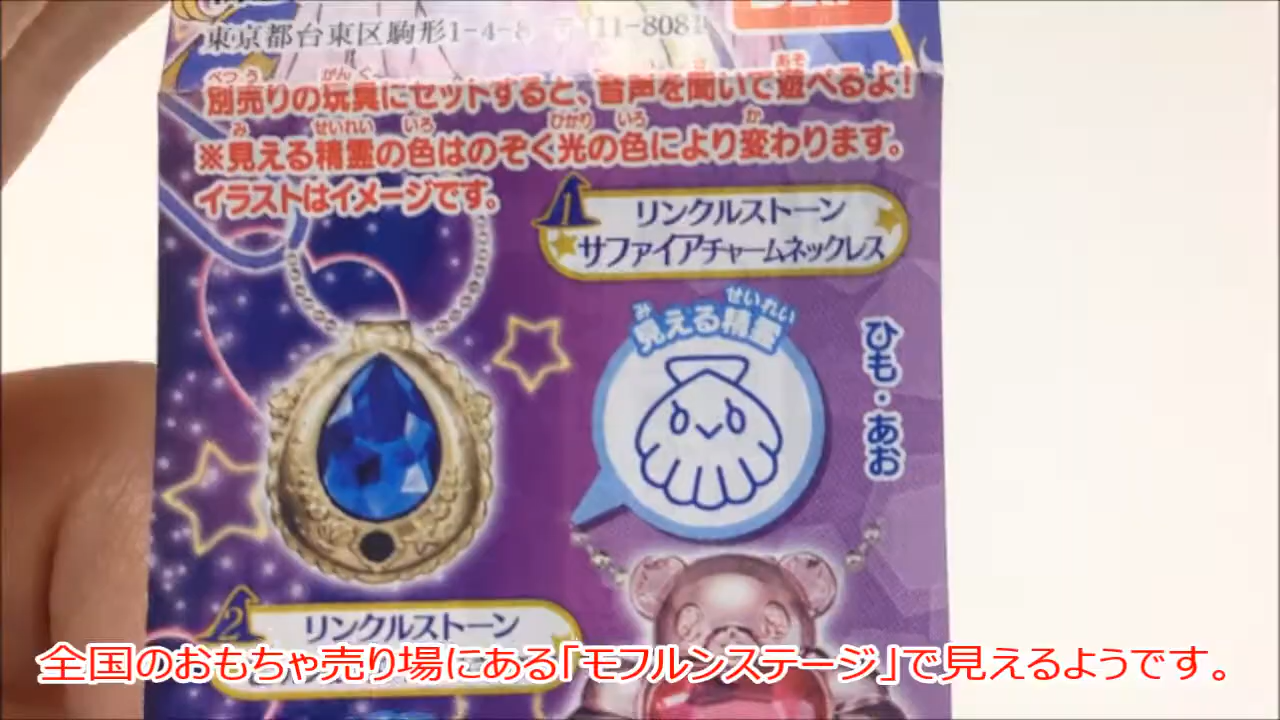 東京都台東区駒形1-4-8 〒111-8081
別売りの玩具にセットすると、音声を聞いて遊べるよ!
※見える精霊の色はのぞく光の色により変わります。
イラストはイメージです。
1 リンクルストーン
サファイアチャームネックレス
見える精霊
ひも・あお
2 リンクルストーン
全国のおもちゃ売り場にある「モフルンステージ」で見えるようです。